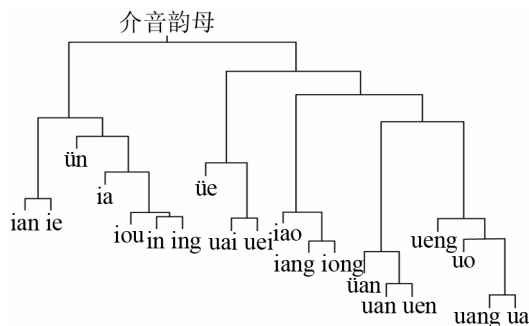 介音韵母
ün
ia
üe
ian ie
iou
in ing
uai uei
iao
iang iong
ueng
uo
üan
uan uen
uang ua